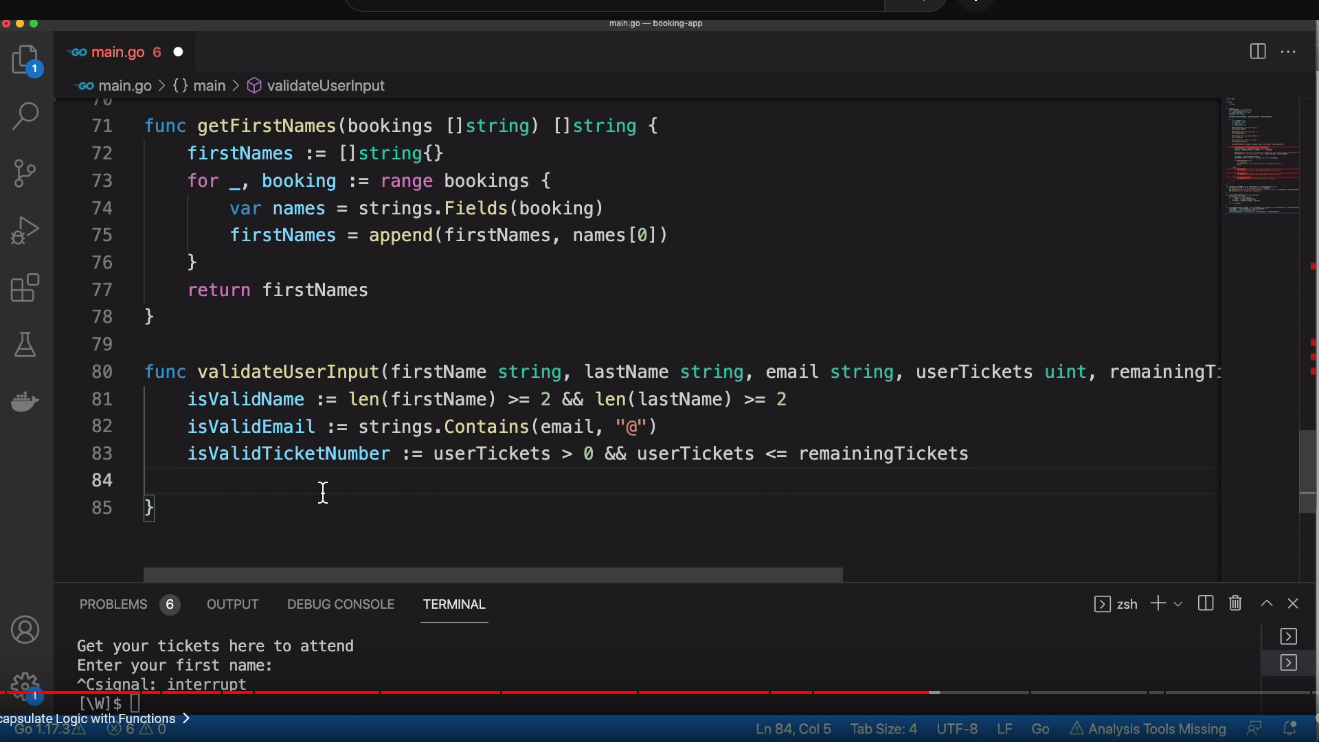 main.go — booking-app
GO main.go 6
1
GO main.go > {} main > validateUserInput
70
71 func getFirstNames(bookings []string) []string {
72 firstNames := []string{}
73 for _, booking := range bookings {
74 var names = strings.Fields(booking)
75 firstNames = append(firstNames, names[0])
76 }
77 return firstNames
78 }
79
80 func validateUserInput(firstName string, lastName string, email string, userTickets uint, remainingTi
81 isValidName := len(firstName) >= 2 && len(lastName) >= 2
82 isValidEmail := strings.Contains(email, "@")
83 isValidTicketNumber := userTickets > 0 && userTickets <= remainingTickets
84
85 }
PROBLEMS 6 OUTPUT DEBUG CONSOLE TERMINAL zsh
Get your tickets here to attend
Enter your first name:
^Csignal: interrupt
[\W]$
1
capsulate Logic with Functions >
Go 1.17.3 6 0 Ln 84, Col 5 Tab Size: 4 UTF-8 LF Go Analysis Tools Missing